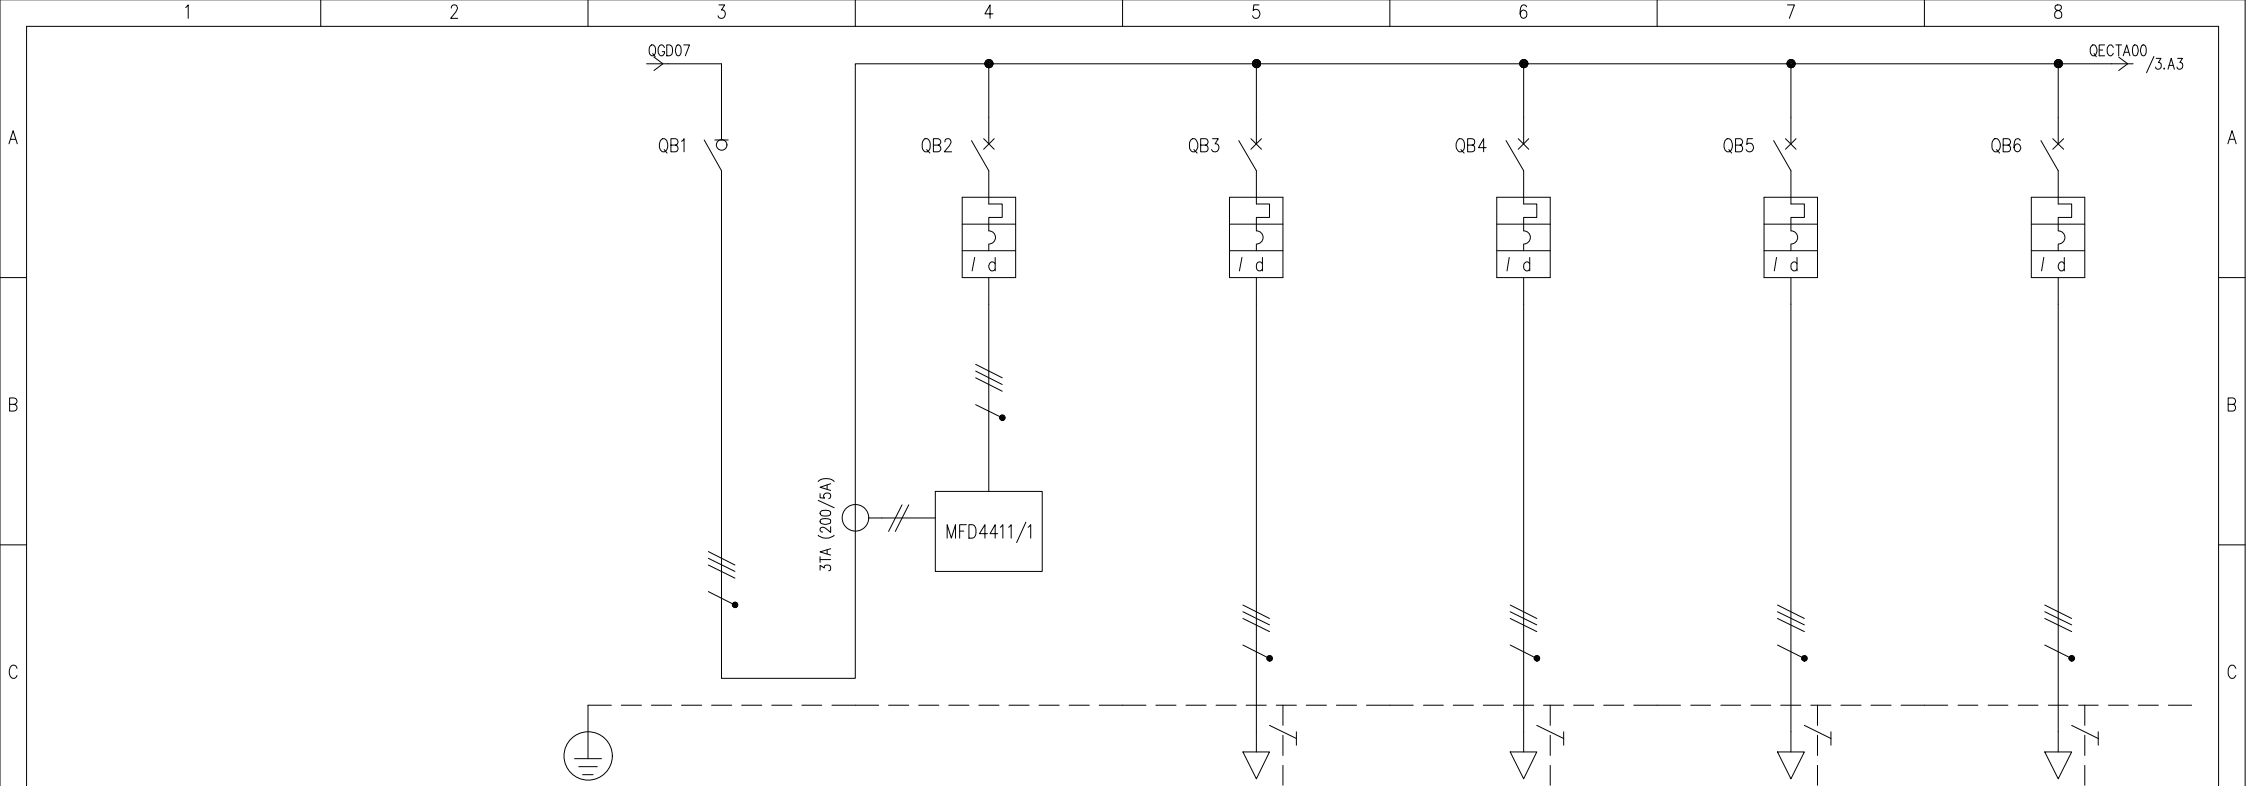 1 2 3 4 5 6 7 8
QGD07
QECTA00
/3.A3
A A
QB1 QB2 QB3 QB4 QB5 QB6
I d I d I d I d I d
B B
3TA (200/5A)
MFD4411/1
C C